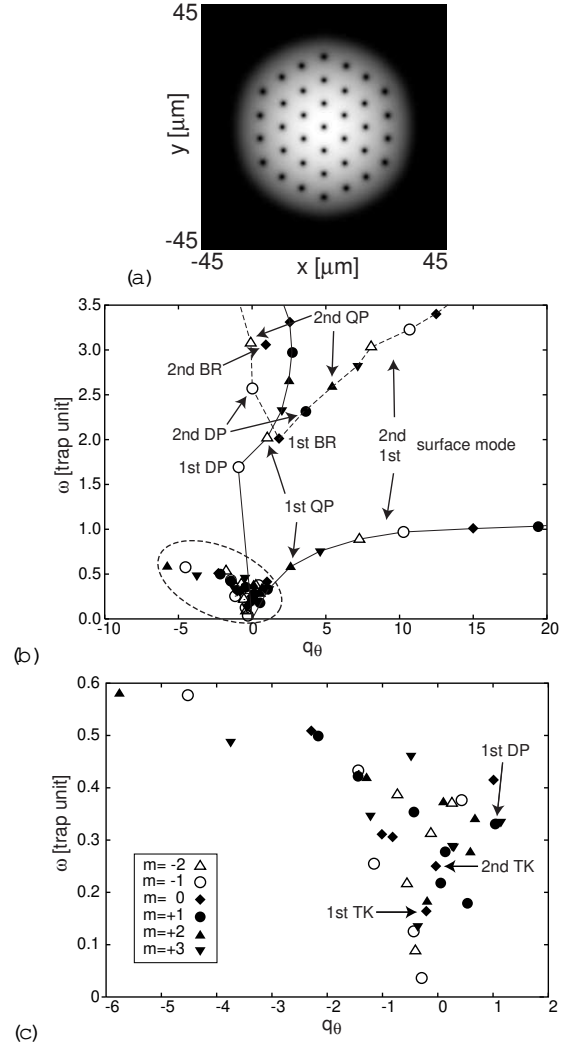 45
y [μm]
-45
-45
x [μm]
45
(a)
3.5
3.0
2.5
2.0
1.5
1.0
0.5
0.0
ω [trap unit]
2nd QP
2nd BR
2nd DP
1st BR
1st DP
1st QP
2nd
1st
surface mode
-10
-5
0
5
10
15
20
qθ
(b)
0.6
0.5
0.4
0.3
0.2
0.1
0
ω [trap unit]
1st DP
2nd TK
1st TK
m= -2
m= -1
m= 0
m=+1
m=+2
m=+3
-6
-5
-4
-3
-2
-1
0
1
2
qθ
(c)